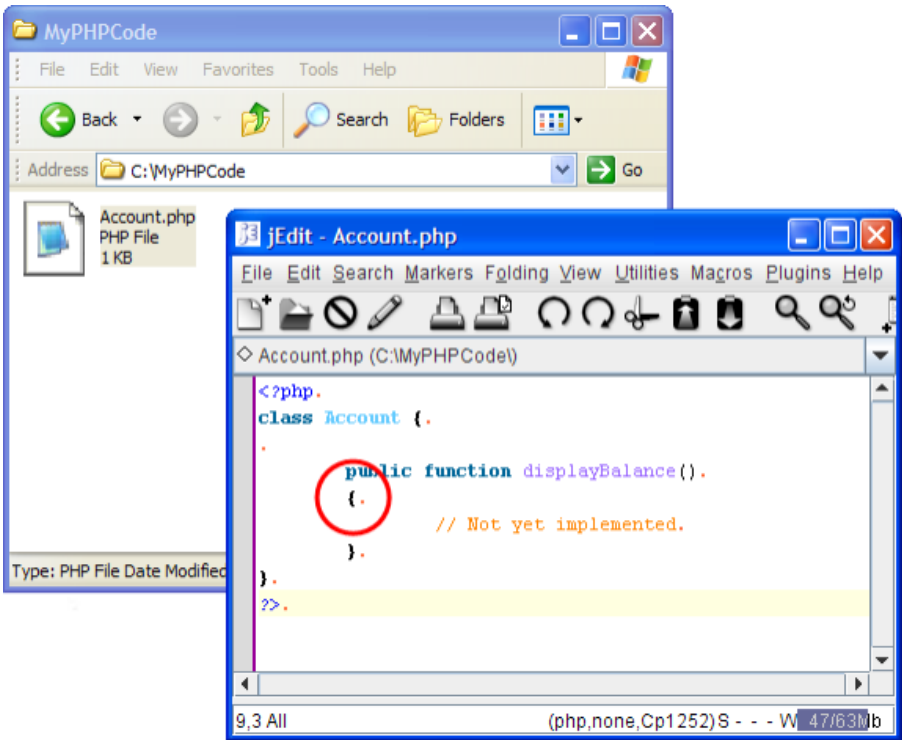 MyPHPCode
File Edit View Favorites Tools Help
Back Search Folders
Address C:\MyPHPCode Go
Account.php
PHP File
1 KB
Type: PHP File Date Modified
jEdit - Account.php
File Edit Search Markers Folding View Utilities Macros Plugins Help
Account.php (C:\MyPHPCode\)
<?php.
class Account {.
.
public function displayBalance().
{.
// Not yet implemented.
}.
}.
?>.
9,3 All (php,none,Cp1252) S - - - W 47/63Mb